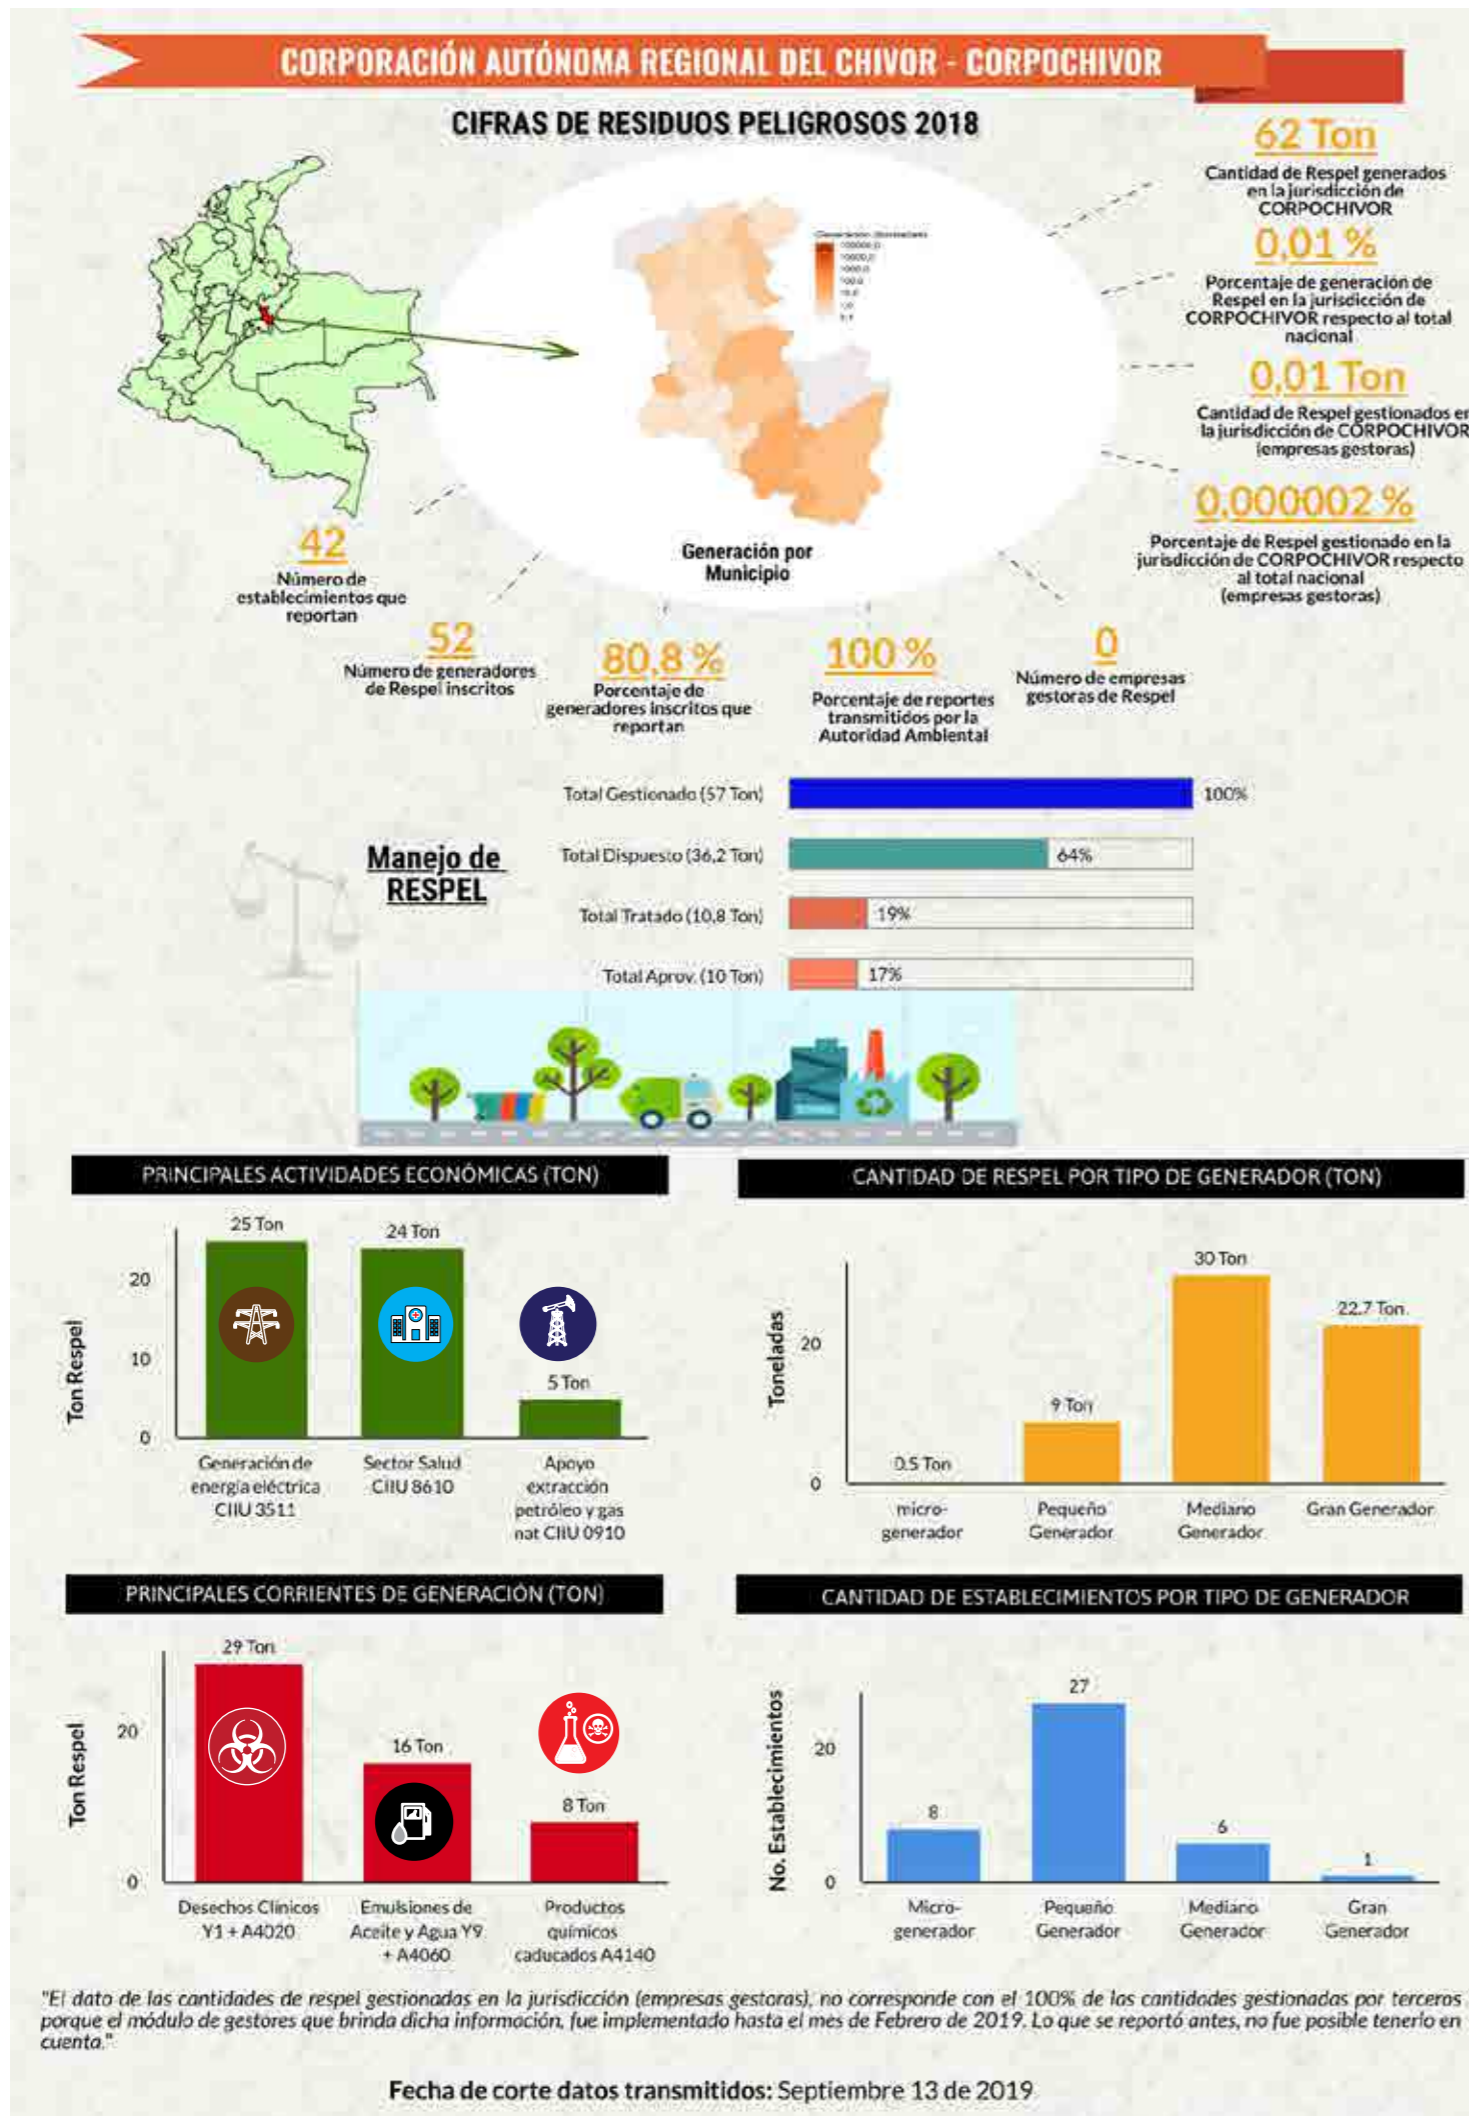 CORPORACIÓN AUTÓNOMA REGIONAL DEL CHIVOR - CORPOCHIVOR
CIFRAS DE RESIDUOS PELIGROSOS 2018
62 Ton
Cantidad de Respel generados
en la jurisdicción de
CORPOCHIVOR
0,01 %
Porcentaje de generación de
Respel en la jurisdicción de
CORPOCHIVOR respecto al total
nacional
0,01 Ton
Cantidad de Respel gestionados en
la jurisdicción de CORPOCHIVOR
(empresas gestoras)
0,000002 %
Porcentaje de Respel gestionado en la
jurisdicción de CORPOCHIVOR respecto
al total nacional
(empresas gestoras)
Generación por
Municipio
42
Número de
establecimientos que
reportan
52
Número de generadores
de Respel inscritos
80,8 %
Porcentaje de
generadores inscritos que
reportan
100 %
Porcentaje de reportes
transmitidos por la
Autoridad Ambiental
0
Número de empresas
gestoras de Respel
Manejo de
RESPEL
Total Gestionado (57 Ton)
100%
Total Dispuesto (36,2 Ton)
64%
Total Tratado (10,8 Ton)
19%
Total Aprov. (10 Ton)
17%
PRINCIPALES ACTIVIDADES ECONÓMICAS (TON)
Ton Respel
20
10
0
25 Ton
24 Ton
5 Ton
Generación de
energía eléctrica
CIIU 3511
Sector Salud
CIIU 8610
Apoyo
extracción
petróleo y gas
nat CIIU 0910
CANTIDAD DE RESPEL POR TIPO DE GENERADOR (TON)
Toneladas
20
0
0.5 Ton
9 Ton
30 Ton
22.7 Ton
micro-
generador
Pequeño
Generador
Mediano
Generador
Gran Generador
PRINCIPALES CORRIENTES DE GENERACIÓN (TON)
Ton Respel
20
0
29 Ton
16 Ton
8 Ton
Desechos Clínicos
Y1 + A4020
Emulsiones de
Aceite y Agua Y9
+ A4060
Productos
químicos
caducados A4140
CANTIDAD DE ESTABLECIMIENTOS POR TIPO DE GENERADOR
No. Establecimientos
20
0
8
27
6
1
Micro-
generador
Pequeño
Generador
Mediano
Generador
Gran
Generador
"El dato de las cantidades de respel gestionadas en la jurisdicción (empresas gestoras), no corresponde con el 100% de las cantidades gestionadas por terceros
porque el módulo de gestores que brinda dicha información, fue implementado hasta el mes de Febrero de 2019. Lo que se reportó antes, no fue posible tenerlo en
cuenta."
Fecha de corte datos transmitidos: Septiembre 13 de 2019